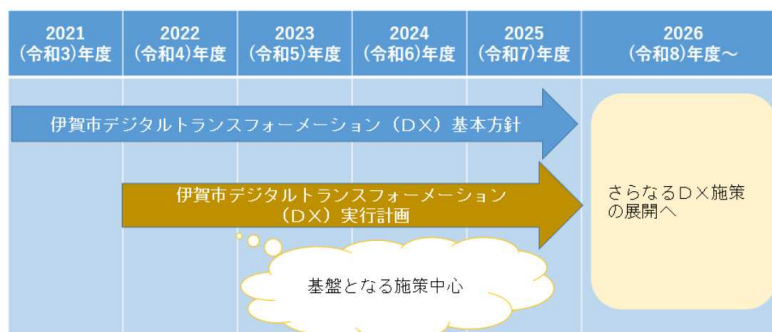 2021
(令和3)年度
2022
(令和4)年度
2023
(令和5)年度
2024
(令和6)年度
2025
(令和7)年度
2026
(令和8)年度～
伊賀市デジタルトランスフォーメーション（ＤＸ）基本方針
伊賀市デジタルトランスフォーメーション
（ＤＸ）実行計画
さらなるＤＸ施策
の展開へ
基盤となる施策中心